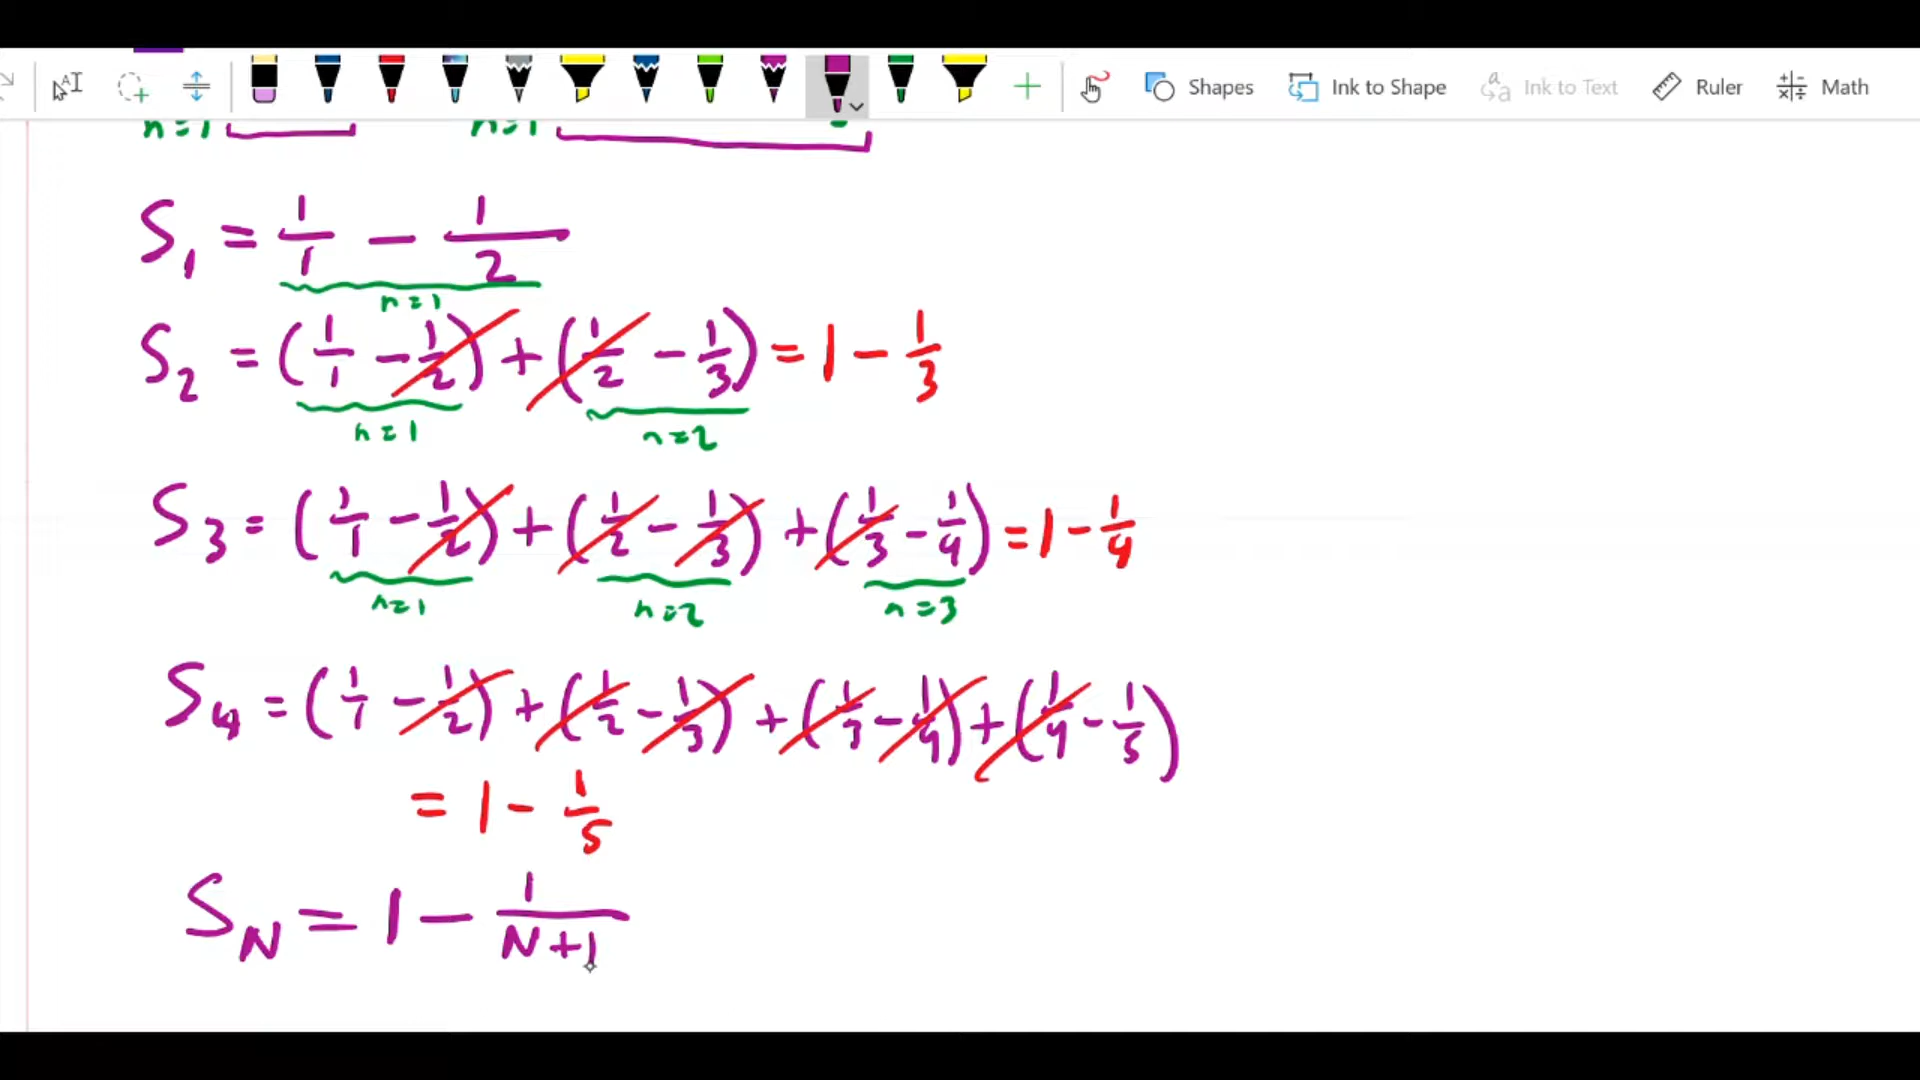 Shapes Ink to Shape Ink to Text Ruler Math
n=1 n=1
S₁ = 1/1 - 1/2
n=1
S₂ = (1/1 - 1/2) + (1/2 - 1/3) = 1 - 1/3
n=1 n=2
S₃ = (1/1 - 1/2) + (1/2 - 1/3) + (1/3 - 1/4) = 1 - 1/4
n=1 n=2 n=3
S₄ = (1/1 - 1/2) + (1/2 - 1/3) + (1/3 - 1/4) + (1/4 - 1/5)
= 1 - 1/5
S_N = 1 - 1/(N+1)